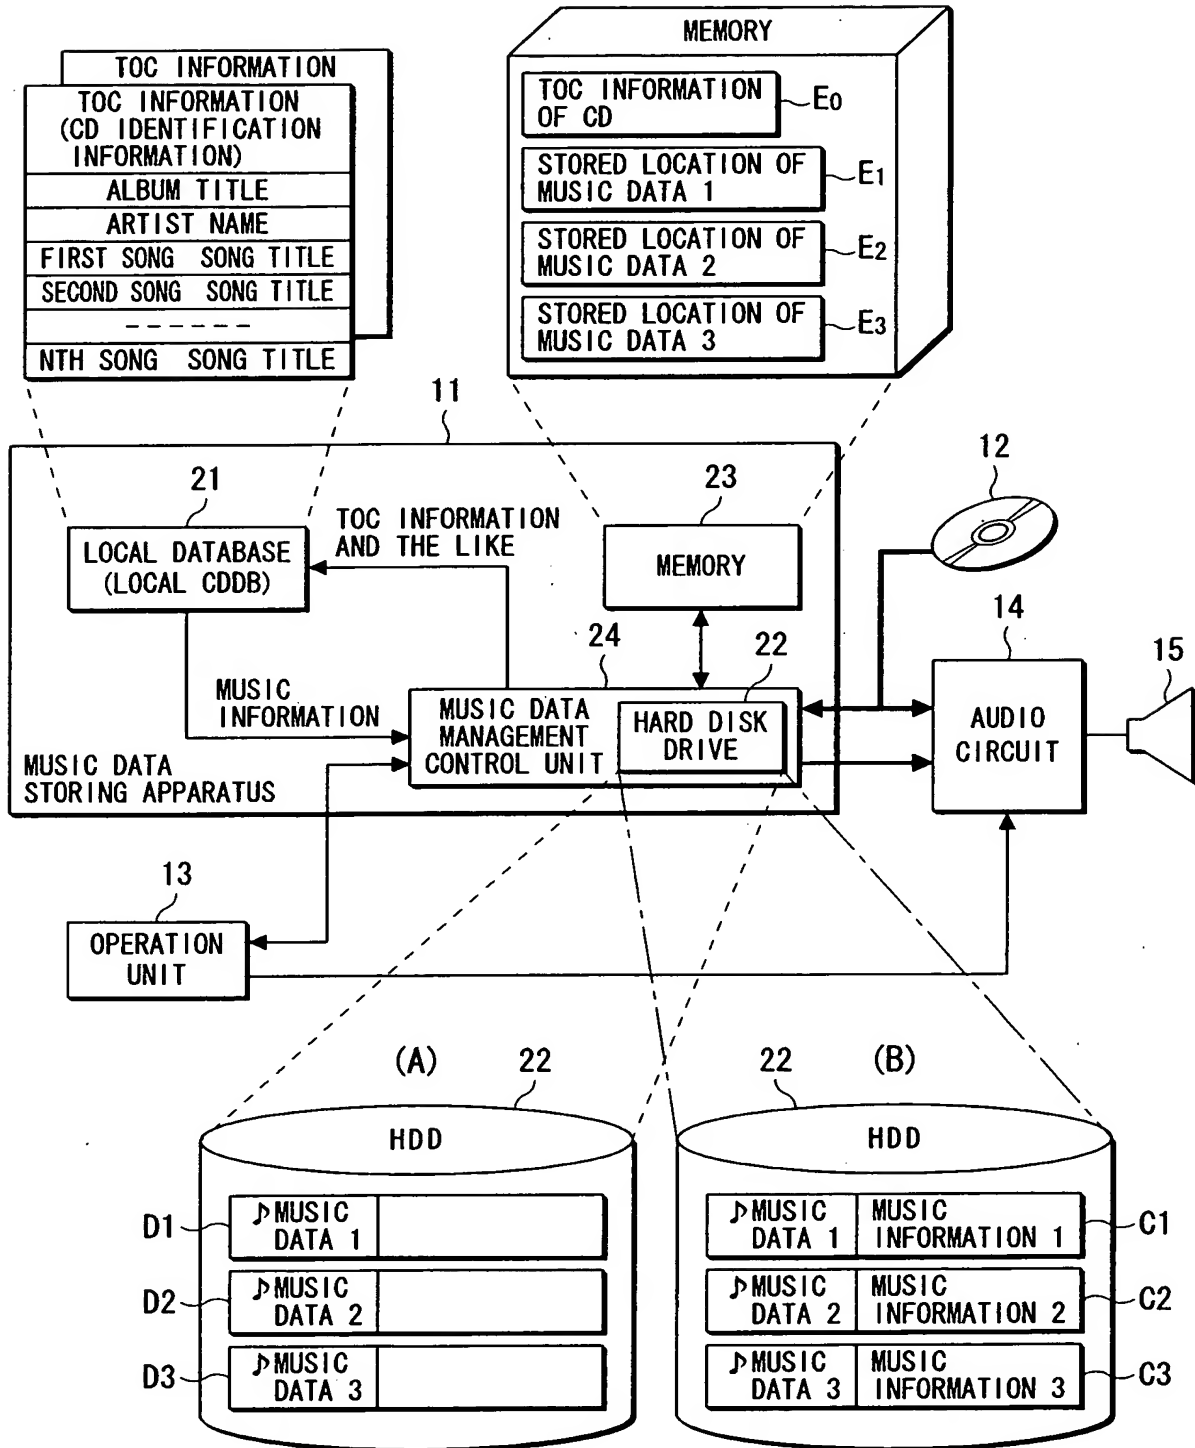 TOC INFORMATION
TOC INFORMATION
(CD IDENTIFICATION
INFORMATION)
ALBUM TITLE
ARTIST NAME
FIRST SONG SONG TITLE
SECOND SONG SONG TITLE
------
NTH SONG SONG TITLE
MEMORY
TOC INFORMATION
OF CD
E0
STORED LOCATION OF
MUSIC DATA 1
E1
STORED LOCATION OF
MUSIC DATA 2
E2
STORED LOCATION OF
MUSIC DATA 3
E3
11
21
LOCAL DATABASE
(LOCAL CDDB)
TOC INFORMATION
AND THE LIKE
23
MEMORY
12
24
22
14
15
MUSIC
INFORMATION
MUSIC DATA
MANAGEMENT
CONTROL UNIT
HARD DISK
DRIVE
AUDIO
CIRCUIT
MUSIC DATA
STORING APPARATUS
13
OPERATION
UNIT
(A)
22
HDD
D1
♪MUSIC
DATA 1
D2
♪MUSIC
DATA 2
D3
♪MUSIC
DATA 3
22
(B)
HDD
♪MUSIC
DATA 1
MUSIC
INFORMATION 1
C1
♪MUSIC
DATA 2
MUSIC
INFORMATION 2
C2
♪MUSIC
DATA 3
MUSIC
INFORMATION 3
C3